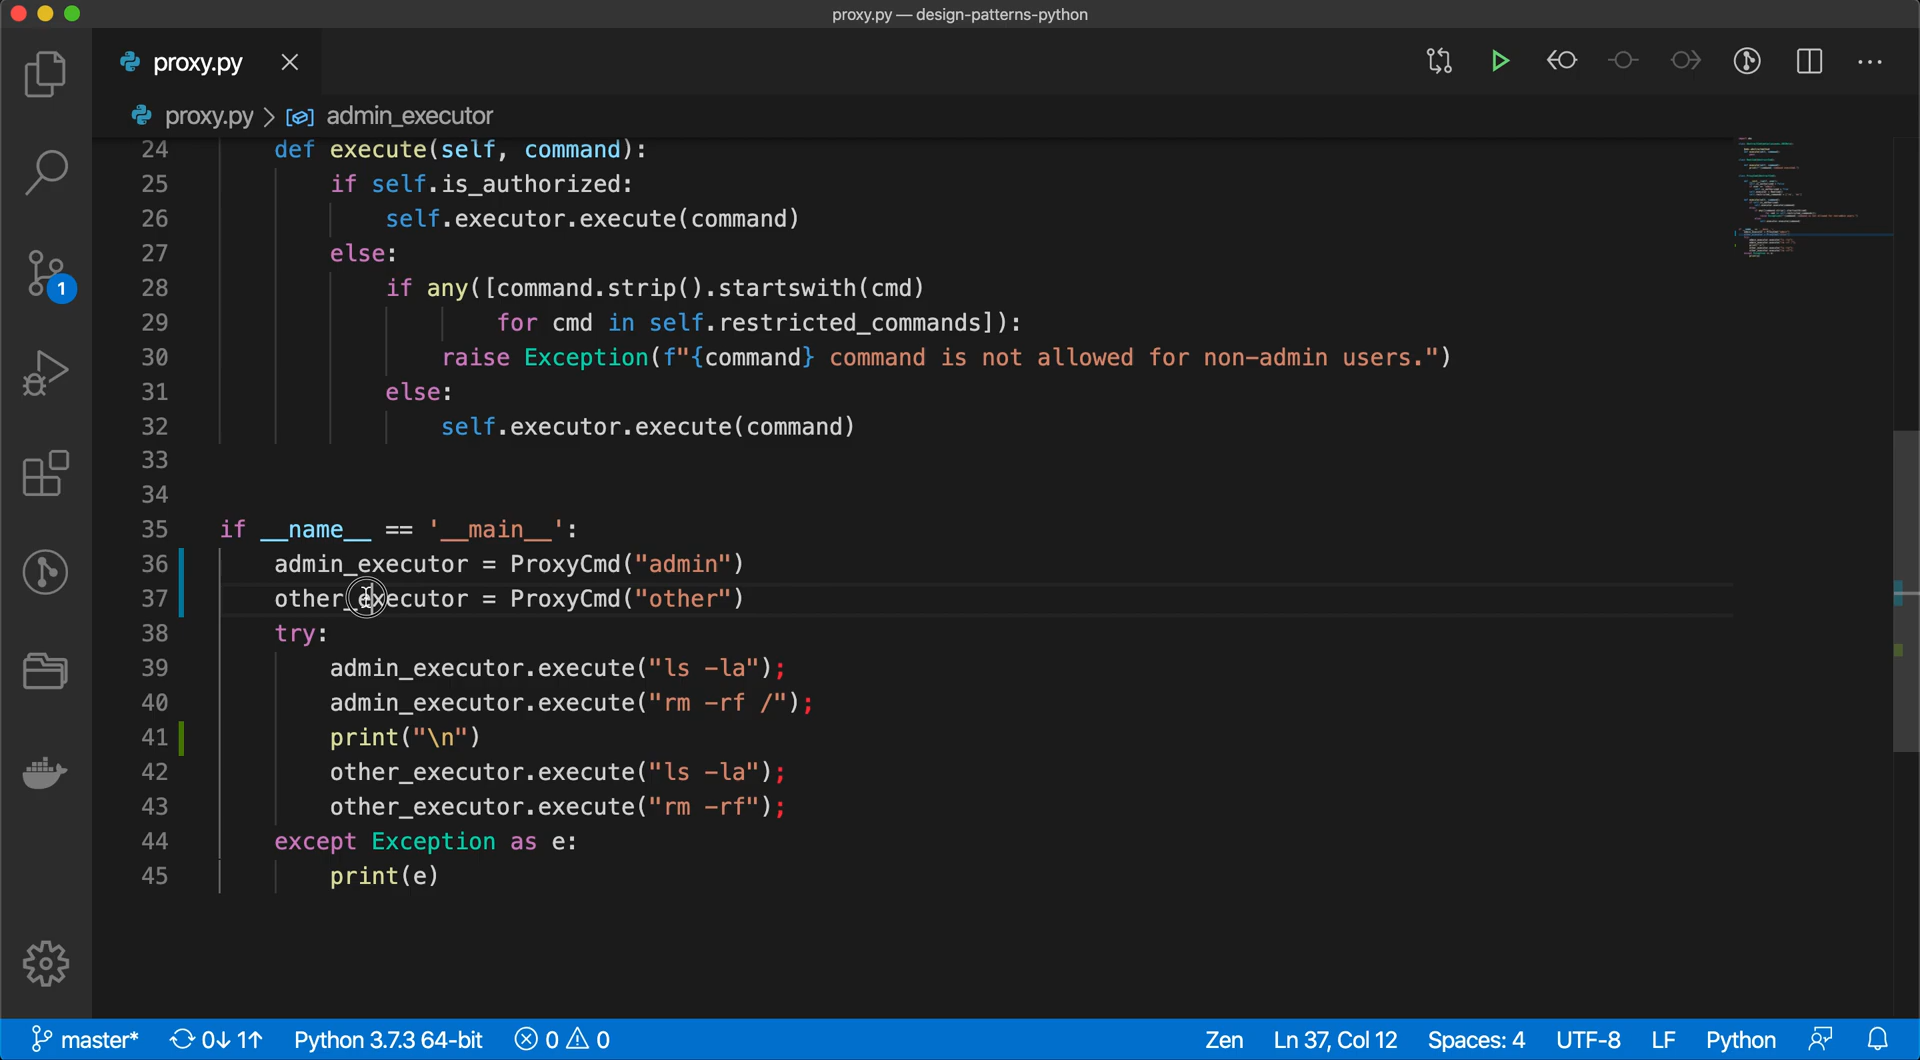 proxy.py — design-patterns-python
proxy.py
proxy.py > admin_executor
24 def execute(self, command):
25 if self.is_authorized:
26 self.executor.execute(command)
27 else:
28 if any([command.strip().startswith(cmd)
29 for cmd in self.restricted_commands]):
30 raise Exception(f"{command} command is not allowed for non-admin users.")
31 else:
32 self.executor.execute(command)
33
34
35 if __name__ == '__main__':
36 admin_executor = ProxyCmd("admin")
37 other_executor = ProxyCmd("other")
38 try:
39 admin_executor.execute("ls -la");
40 admin_executor.execute("rm -rf /");
41 print("\n")
42 other_executor.execute("ls -la");
43 other_executor.execute("rm -rf");
44 except Exception as e:
45 print(e)
1
master* 0↓ 1↑ Python 3.7.3 64-bit 0 0 Zen Ln 37, Col 12 Spaces: 4 UTF-8 LF Python